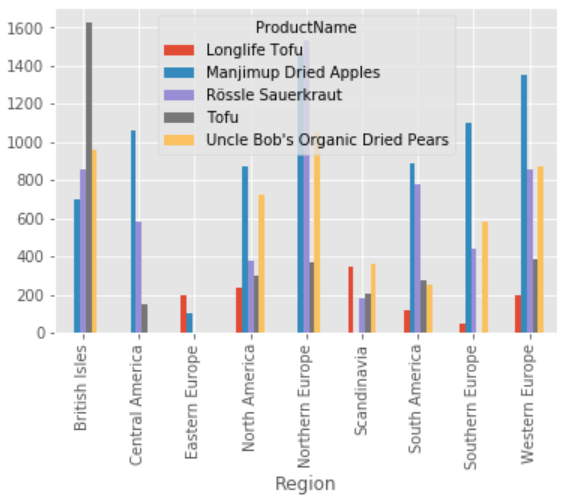 ProductName
Longlife Tofu
Manjimup Dried Apples
Rössle Sauerkraut
Tofu
Uncle Bob's Organic Dried Pears
1600
1400
1200
1000
800
600
400
200
0
British Isles
Central America
Eastern Europe
North America
Northern Europe
Scandinavia
South America
Southern Europe
Western Europe
Region